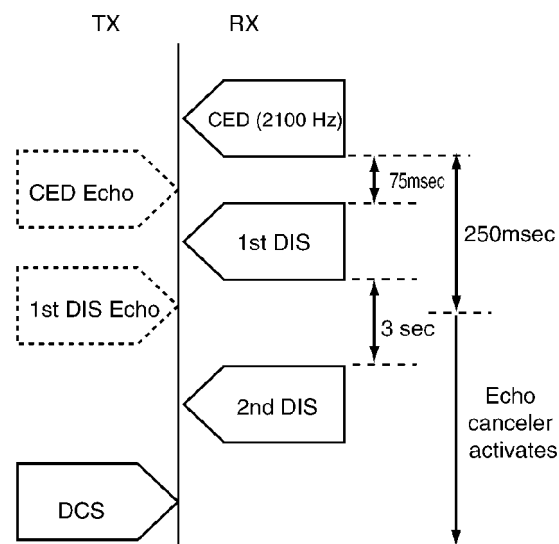 TX
RX
CED (2100 Hz)
75msec
CED Echo
250msec
1st DIS
1st DIS Echo
3 sec
2nd DIS
Echo
canceler
activates
DCS